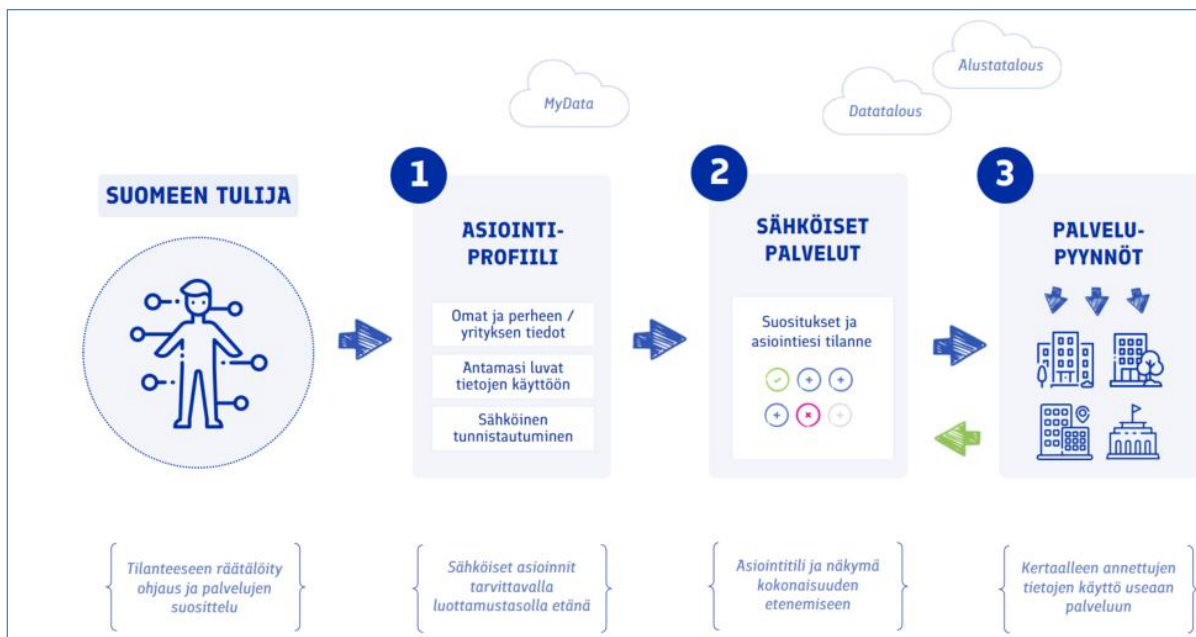 Alustatalous
MyData
Datatalous
SUOMEEN TULIJA
1
ASIOINTI-
PROFIILI
Omat ja perheen /
yrityksen tiedot
Antamasi luvat
tietojen käyttöön
Sähköinen
tunnistautuminen
2
SÄHKÖISET
PALVELUT
Suositukset ja
asiointiesi tilanne
3
PALVELU-
PYYNNÖT
Tilanteeseen räätälöity
ohjaus ja palvelujen
suosittelu
Sähköiset asioinnit
tarvittavalla
luottamustasolla etänä
Asiointitili ja näkymä
kokonaisuuden
etenemiseen
Kertaalleen annettujen
tietojen käyttö useaan
palveluun